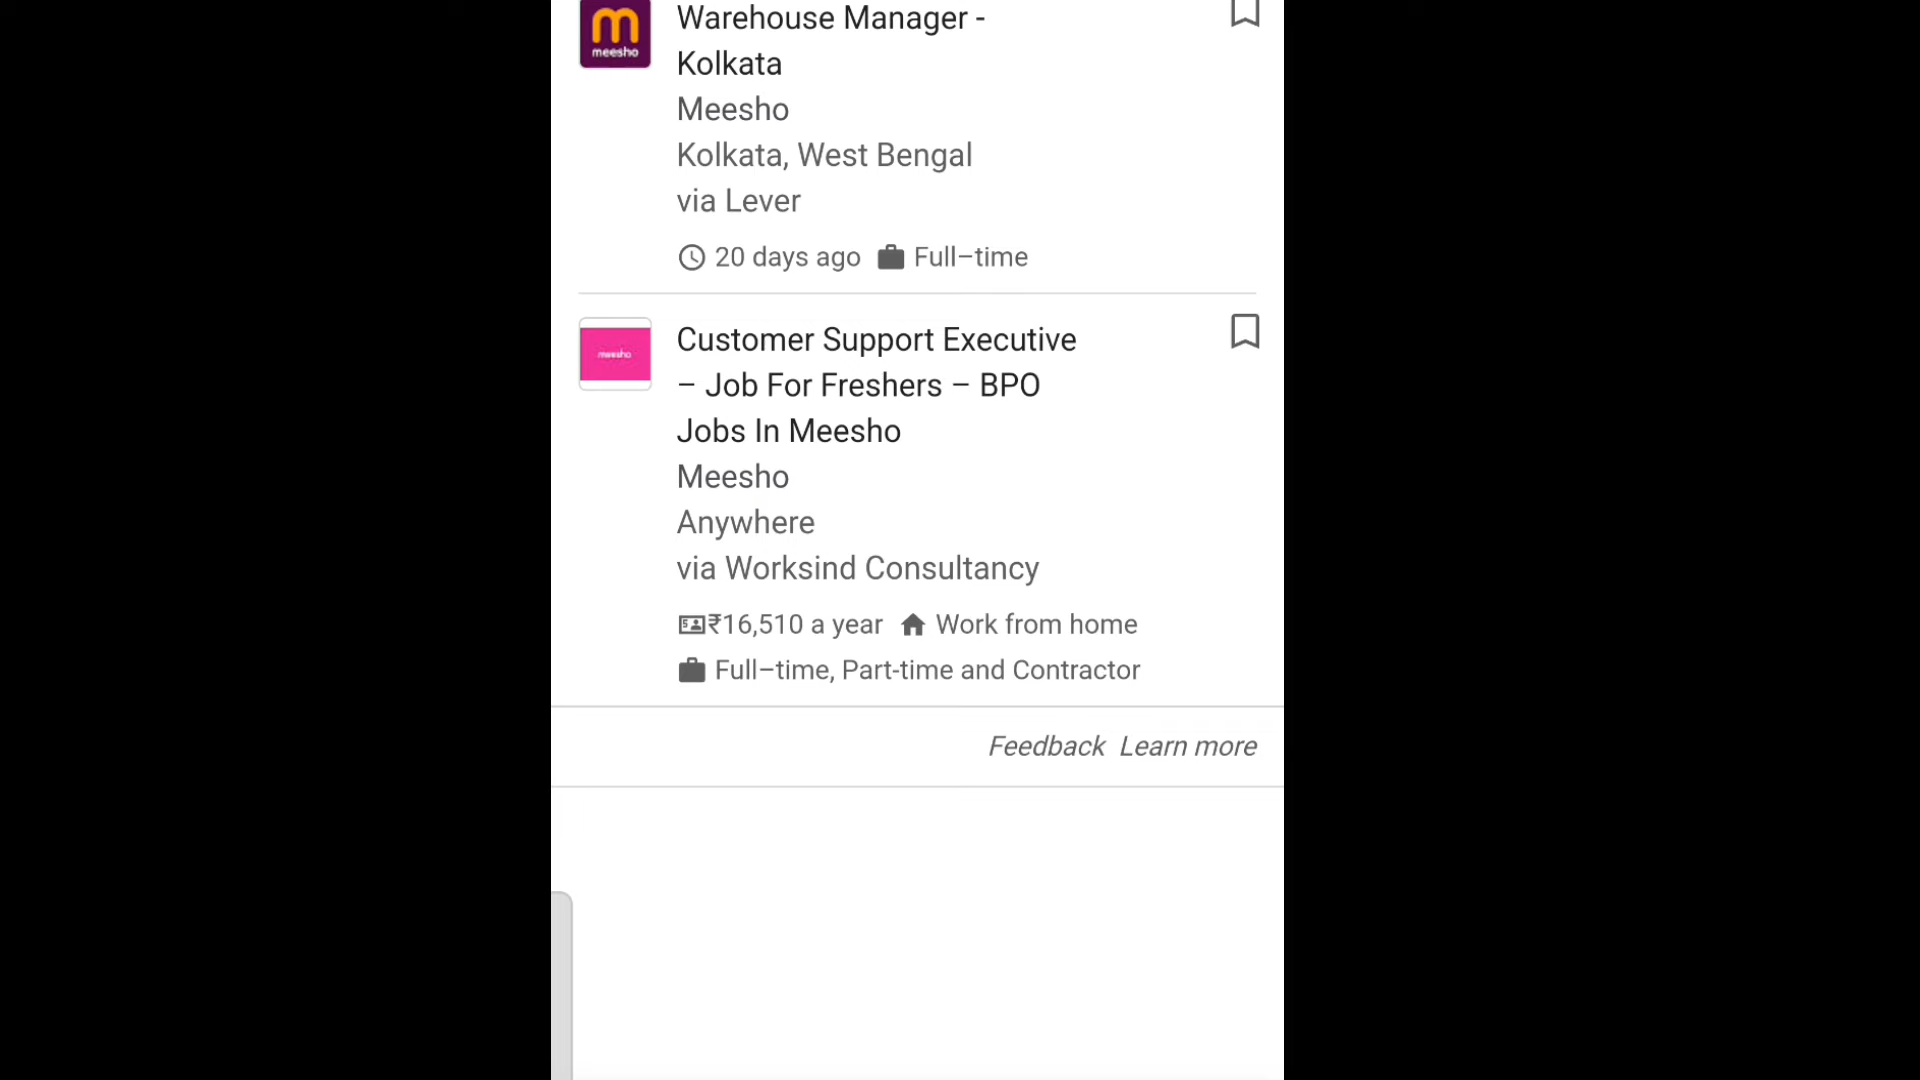 meesho
Warehouse Manager -
Kolkata
Meesho
Kolkata, West Bengal
via Lever
20 days ago Full–time
meesho
Customer Support Executive
– Job For Freshers – BPO
Jobs In Meesho
Meesho
Anywhere
via Worksind Consultancy
₹16,510 a year Work from home
Full–time, Part-time and Contractor
Feedback Learn more